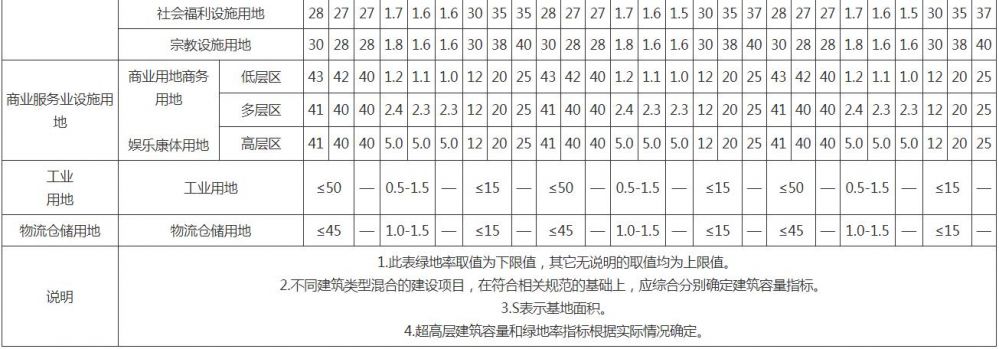 社会福利设施用地 28 27 27 1.7 1.6 1.6 30 35 35 28 27 27 1.7 1.6 1.5 30 35 37 28 27 27 1.7 1.6 1.5 30 35 37
宗教设施用地 30 28 28 1.8 1.6 1.6 30 38 40 30 28 28 1.8 1.6 1.6 30 38 40 30 28 28 1.8 1.6 1.6 30 38 40
商业服务业设施用地
商业用地商务用地
娱乐康体用地
低层区 43 42 40 1.2 1.1 1.0 12 20 25 43 42 40 1.2 1.1 1.0 12 20 25 43 42 40 1.2 1.1 1.0 12 20 25
多层区 41 40 40 2.4 2.3 2.3 12 20 25 41 40 40 2.4 2.3 2.3 12 20 25 41 40 40 2.4 2.3 2.3 12 20 25
高层区 41 40 40 5.0 5.0 5.0 12 20 25 41 40 40 5.0 5.0 5.0 12 20 25 41 40 40 5.0 5.0 5.0 12 20 25
工业
用地
工业用地 ≤50 — 0.5-1.5 — ≤15 — ≤50 — 0.5-1.5 — ≤15 — ≤50 — 0.5-1.5 — ≤15 —
物流仓储用地 物流仓储用地 ≤45 — 1.0-1.5 — ≤15 — ≤45 — 1.0-1.5 — ≤15 — ≤45 — 1.0-1.5 — ≤15 —
说明
1.此表绿地率取值为下限值，其它无说明的取值均为上限值。
2.不同建筑类型混合的建设项目，在符合相关规范的基础上，应综合分别确定建筑容量指标。
3.S表示基地面积。
4.超高层建筑容量和绿地率指标根据实际情况确定。